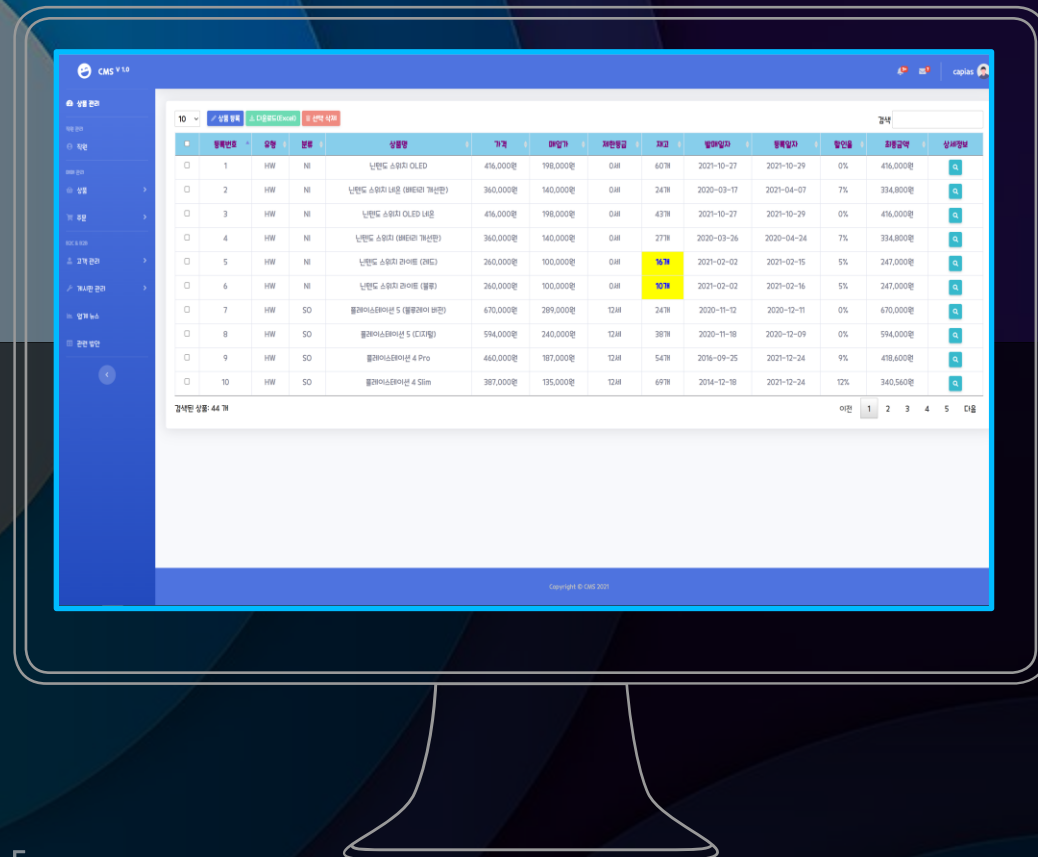 CMS V 1.0
capias
상품 관리
직원 관리
직원
상품
주문
고객 관리
게시판 관리
업계 뉴스
관련 법안
10 상품 등록 다운로드(Excel) 선택 삭제 검색
등록번호 유형 분류 상품명 가격 매입가 제한등급 재고 발매일자 등록일자 할인율 최종금액 상세정보
1 HW NI 닌텐도 스위치 OLED 416,000원 198,000원 0세 60개 2021-10-27 2021-10-29 0% 416,000원
2 HW NI 닌텐도 스위치 네온 (배터리 개선판) 360,000원 140,000원 0세 24개 2020-03-17 2021-04-07 7% 334,800원
3 HW NI 닌텐도 스위치 OLED 네온 416,000원 198,000원 0세 43개 2021-10-27 2021-10-29 0% 416,000원
4 HW NI 닌텐도 스위치 (배터리 개선판) 360,000원 140,000원 0세 27개 2020-03-26 2020-04-24 7% 334,800원
5 HW NI 닌텐도 스위치 라이트 (레드) 260,000원 100,000원 0세 16개 2021-02-02 2021-02-15 5% 247,000원
6 HW NI 닌텐도 스위치 라이트 (블루) 260,000원 100,000원 0세 10개 2021-02-02 2021-02-16 5% 247,000원
7 HW SO 플레이스테이션 5 (블루레이 버전) 670,000원 289,000원 12세 24개 2020-11-12 2020-12-11 0% 670,000원
8 HW SO 플레이스테이션 5 (디지털) 594,000원 240,000원 12세 38개 2020-11-18 2020-12-09 0% 594,000원
9 HW SO 플레이스테이션 4 Pro 460,000원 187,000원 12세 54개 2016-09-25 2021-12-24 9% 418,600원
10 HW SO 플레이스테이션 4 Slim 387,000원 135,000원 12세 69개 2014-12-18 2021-12-24 12% 340,560원
검색된 상품: 44 개 이전 1 2 3 4 5 다음
Copyright © CMS 2021